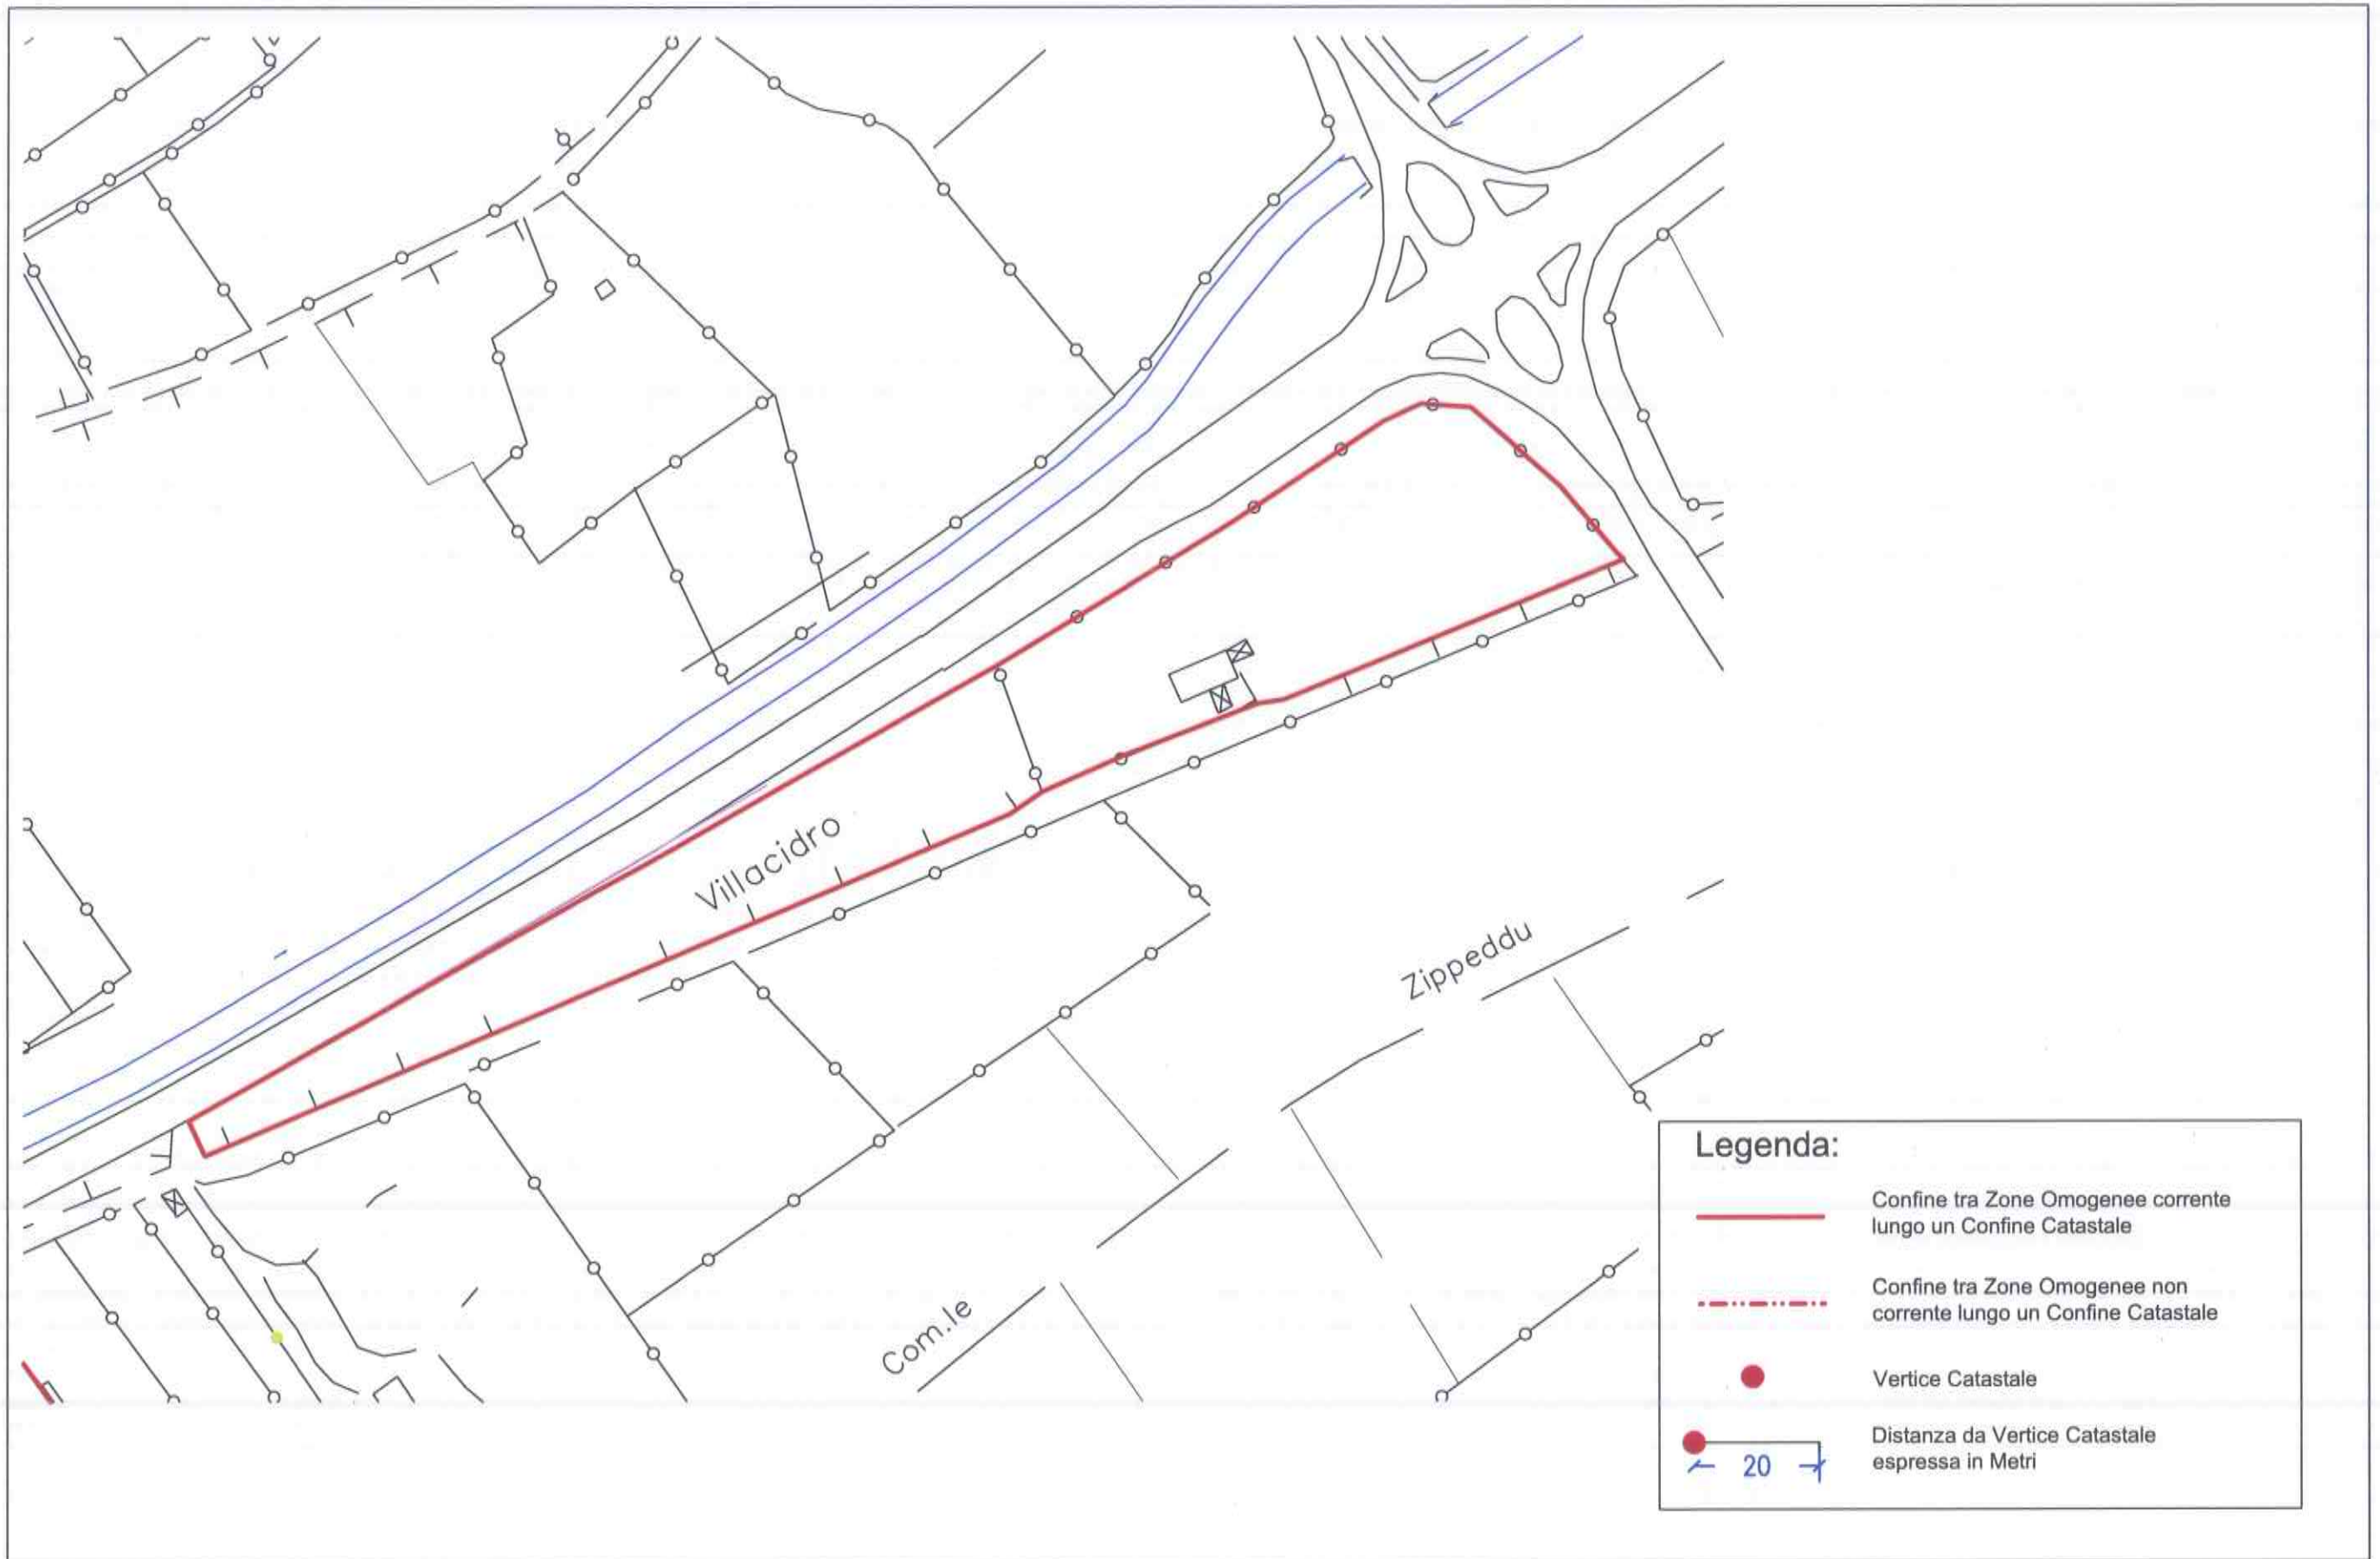 Villacidro
Zippeddu
Com.le
Legenda:
Confine tra Zone Omogenee corrente
lungo un Confine Catastale
Confine tra Zone Omogenee non
corrente lungo un Confine Catastale
Vertice Catastale
Distanza da Vertice Catastale
espressa in Metri
20